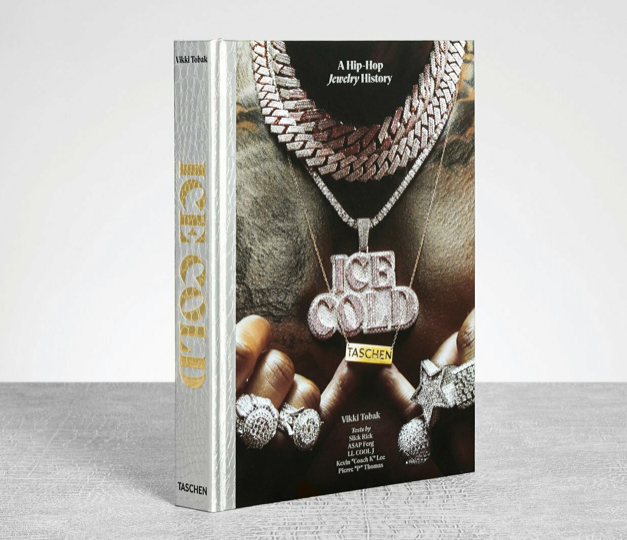 Vikki Tobak
ICE COLD
TASCHEN
A Hip-Hop
Jewelry History
ICE
COLD
TASCHEN
Vikki Tobak
Texts by
Slick Rick
ASAP Ferg
LL COOL J
Kevin "Coach K" Lee
Pierre "P" Thomas